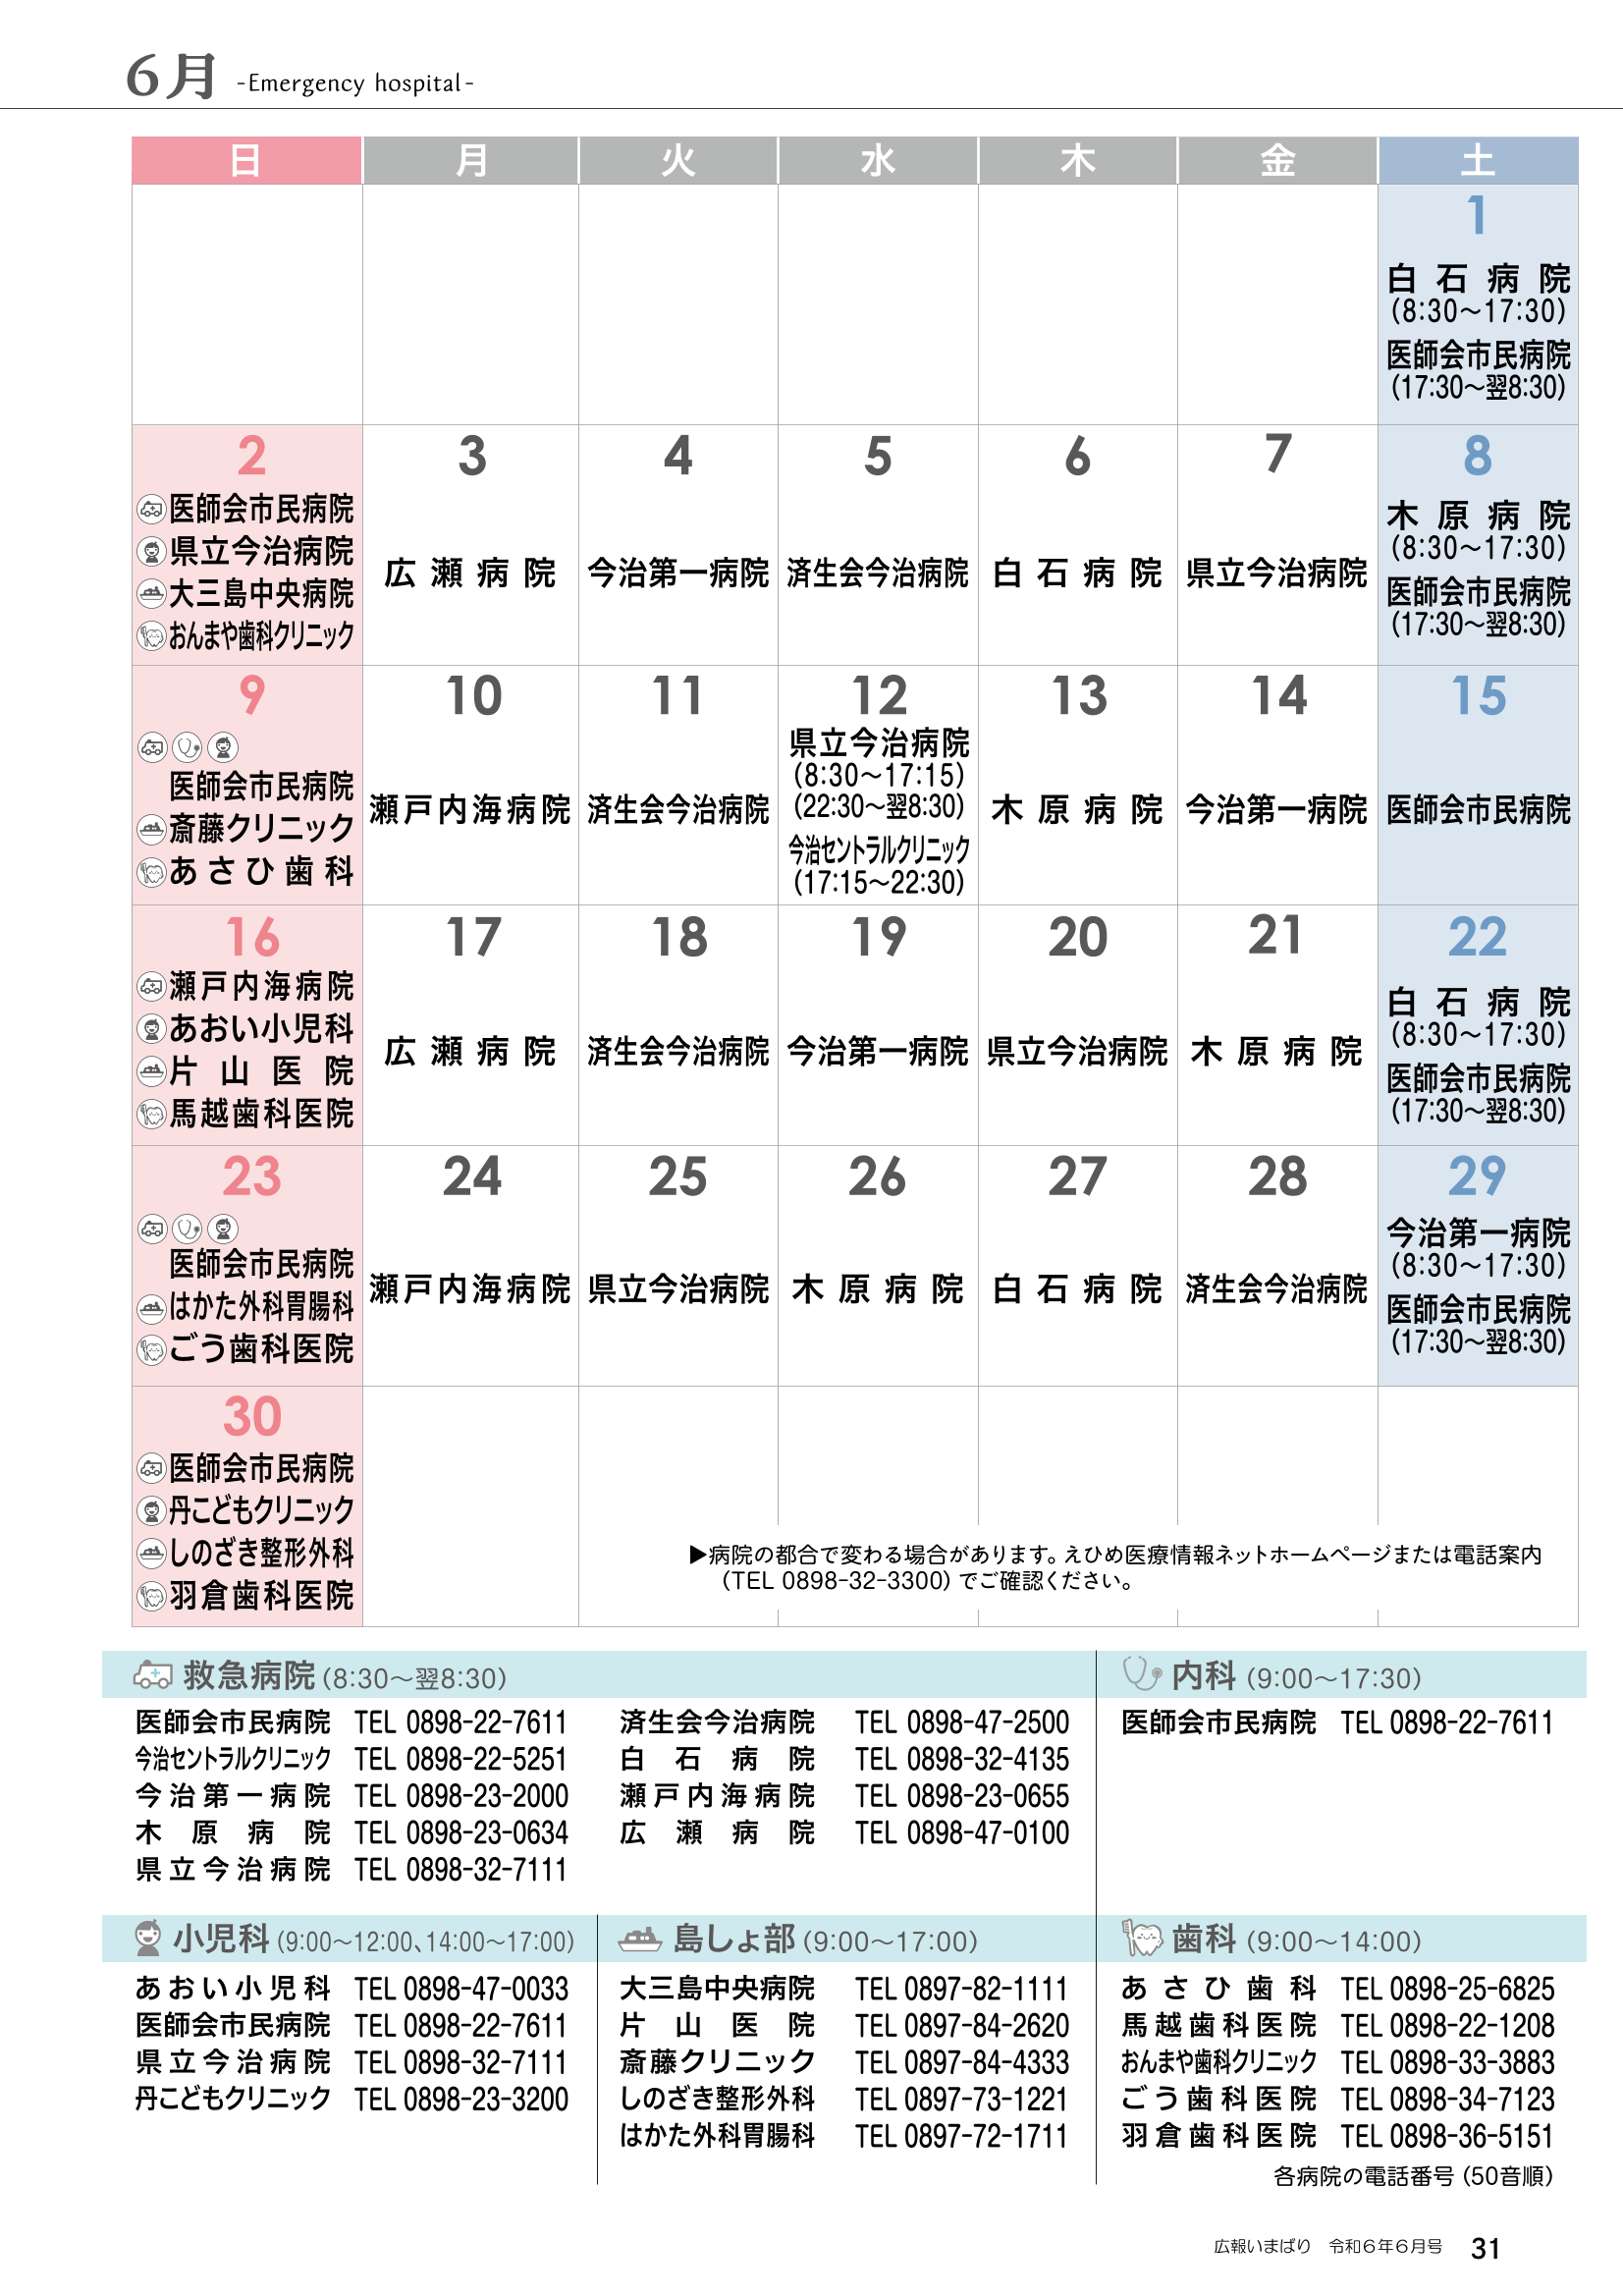 6月 -Emergency hospital-
日 月 火 水 木 金 土
1
白石病院
(8:30〜17:30)
医師会市民病院
(17:30〜翌8:30)
2
医師会市民病院
県立今治病院
大三島中央病院
おんまや歯科クリニック
3
広瀬病院
4
今治第一病院
5
済生会今治病院
6
白石病院
7
県立今治病院
8
木原病院
(8:30〜17:30)
医師会市民病院
(17:30〜翌8:30)
9
医師会市民病院
斎藤クリニック
あさひ歯科
10
瀬戸内海病院
11
済生会今治病院
12
県立今治病院
(8:30〜17:15)
(22:30〜翌8:30)
今治セントラルクリニック
(17:15〜22:30)
13
木原病院
14
今治第一病院
15
医師会市民病院
16
瀬戸内海病院
あおい小児科
片山医院
馬越歯科医院
17
広瀬病院
18
済生会今治病院
19
今治第一病院
20
県立今治病院
21
木原病院
22
白石病院
(8:30〜17:30)
医師会市民病院
(17:30〜翌8:30)
23
医師会市民病院
はかた外科胃腸科
ごう歯科医院
24
瀬戸内海病院
25
県立今治病院
26
木原病院
27
白石病院
28
済生会今治病院
29
今治第一病院
(8:30〜17:30)
医師会市民病院
(17:30〜翌8:30)
30
医師会市民病院
丹こどもクリニック
しのざき整形外科
羽倉歯科医院
▶病院の都合で変わる場合があります。えひめ医療情報ネットホームページまたは電話案内
(TEL 0898-32-3300) でご確認ください。
救急病院 (8:30〜翌8:30)
医師会市民病院 TEL 0898-22-7611
今治セントラルクリニック TEL 0898-22-5251
今治第一病院 TEL 0898-23-2000
木原病院 TEL 0898-23-0634
県立今治病院 TEL 0898-32-7111
済生会今治病院 TEL 0898-47-2500
白石病院 TEL 0898-32-4135
瀬戸内海病院 TEL 0898-23-0655
広瀬病院 TEL 0898-47-0100
内科 (9:00〜17:30)
医師会市民病院 TEL 0898-22-7611
小児科 (9:00〜12:00、14:00〜17:00)
あおい小児科 TEL 0898-47-0033
医師会市民病院 TEL 0898-22-7611
県立今治病院 TEL 0898-32-7111
丹こどもクリニック TEL 0898-23-3200
島しょ部 (9:00〜17:00)
大三島中央病院 TEL 0897-82-1111
片山医院 TEL 0897-84-2620
斎藤クリニック TEL 0897-84-4333
しのざき整形外科 TEL 0897-73-1221
はかた外科胃腸科 TEL 0897-72-1711
歯科 (9:00〜14:00)
あさひ歯科 TEL 0898-25-6825
馬越歯科医院 TEL 0898-22-1208
おんまや歯科クリニック TEL 0898-33-3883
ごう歯科医院 TEL 0898-34-7123
羽倉歯科医院 TEL 0898-36-5151
各病院の電話番号 (50音順)
広報いまばり 令和6年6月号 31